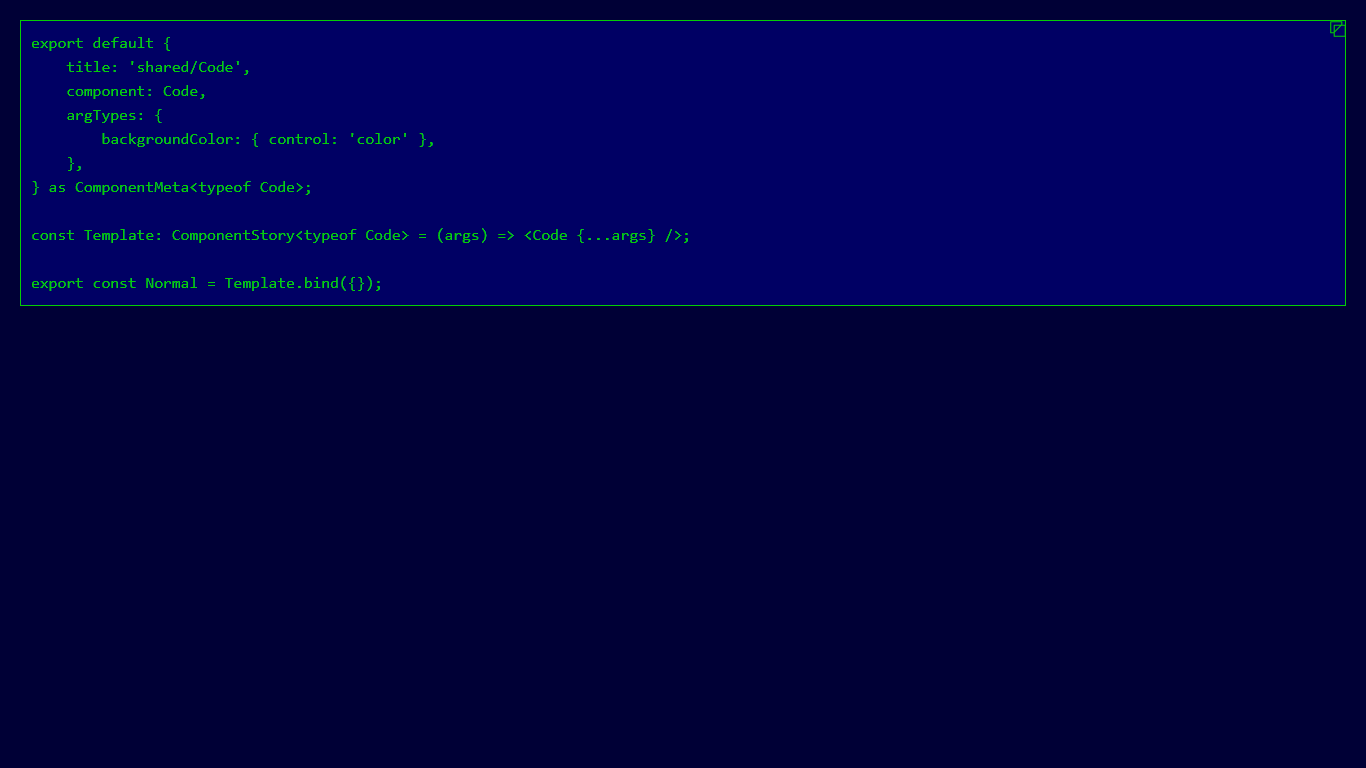 export default {
    title: 'shared/Code',
    component: Code,
    argTypes: {
        backgroundColor: { control: 'color' },
    },
} as ComponentMeta<typeof Code>;

const Template: ComponentStory<typeof Code> = (args) => <Code {...args} />;

export const Normal = Template.bind({});